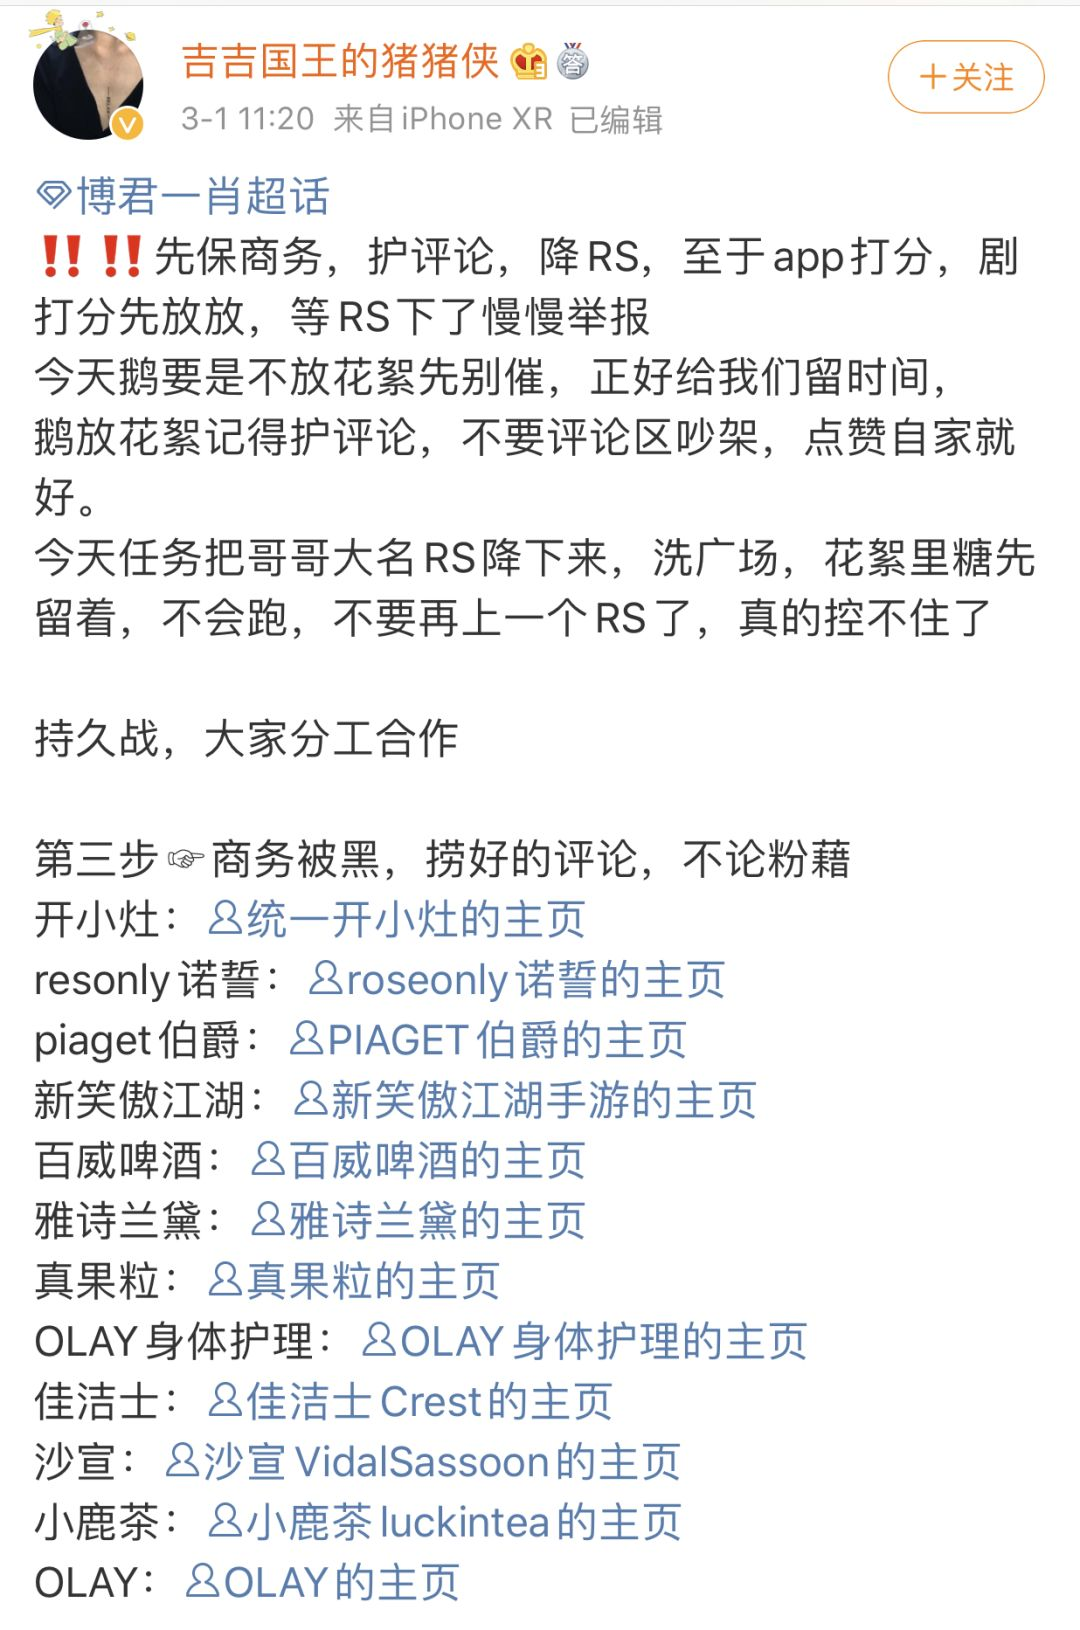 吉吉国王的猪猪侠
+关注
3-1 11:20 来自 iPhone XR 已编辑
博君一肖超话
‼️‼️先保商务，护评论，降RS，至于app打分，剧
打分先放放，等RS下了慢慢举报
今天鹅要是不放花絮先别催，正好给我们留时间，
鹅放花絮记得护评论，不要评论区吵架，点赞自家就
好。
今天任务把哥哥大名RS降下来，洗广场，花絮里糖先
留着，不会跑，不要再上一个RS了，真的控不住了
持久战，大家分工合作
第三步☞商务被黑，捞好的评论，不论粉藉
开小灶：统一开小灶的主页
resonly诺誓：roseonly诺誓的主页
piaget伯爵：PIAGET伯爵的主页
新笑傲江湖：新笑傲江湖手游的主页
百威啤酒：百威啤酒的主页
雅诗兰黛：雅诗兰黛的主页
真果粒：真果粒的主页
OLAY身体护理：OLAY身体护理的主页
佳洁士：佳洁士Crest的主页
沙宣：沙宣VidalSassoon的主页
小鹿茶：小鹿茶luckintea的主页
OLAY：OLAY的主页